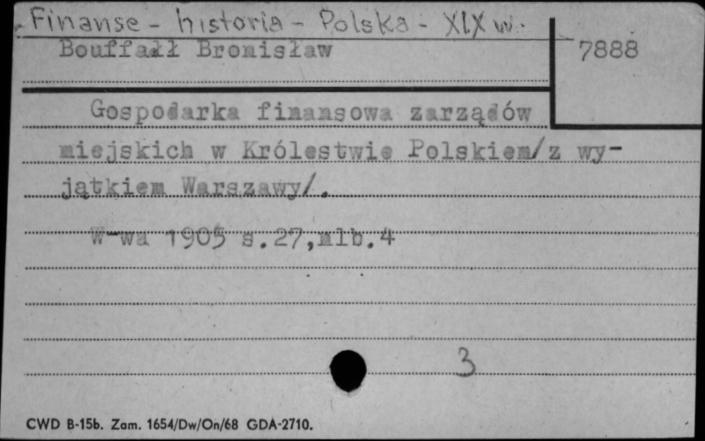 Finanse - historia - Polska - XIX w.
Bouffałł Bronisław
7888
Gospodarka finansowa zarządów
miejskich w Królestwie Polskiem/z wy-
jątkiem Warszawy/.
W-wa 1905 s.27,nlb.4
3
CWD B-15b. Zam. 1654/Dw/On/68 GDA-2710.